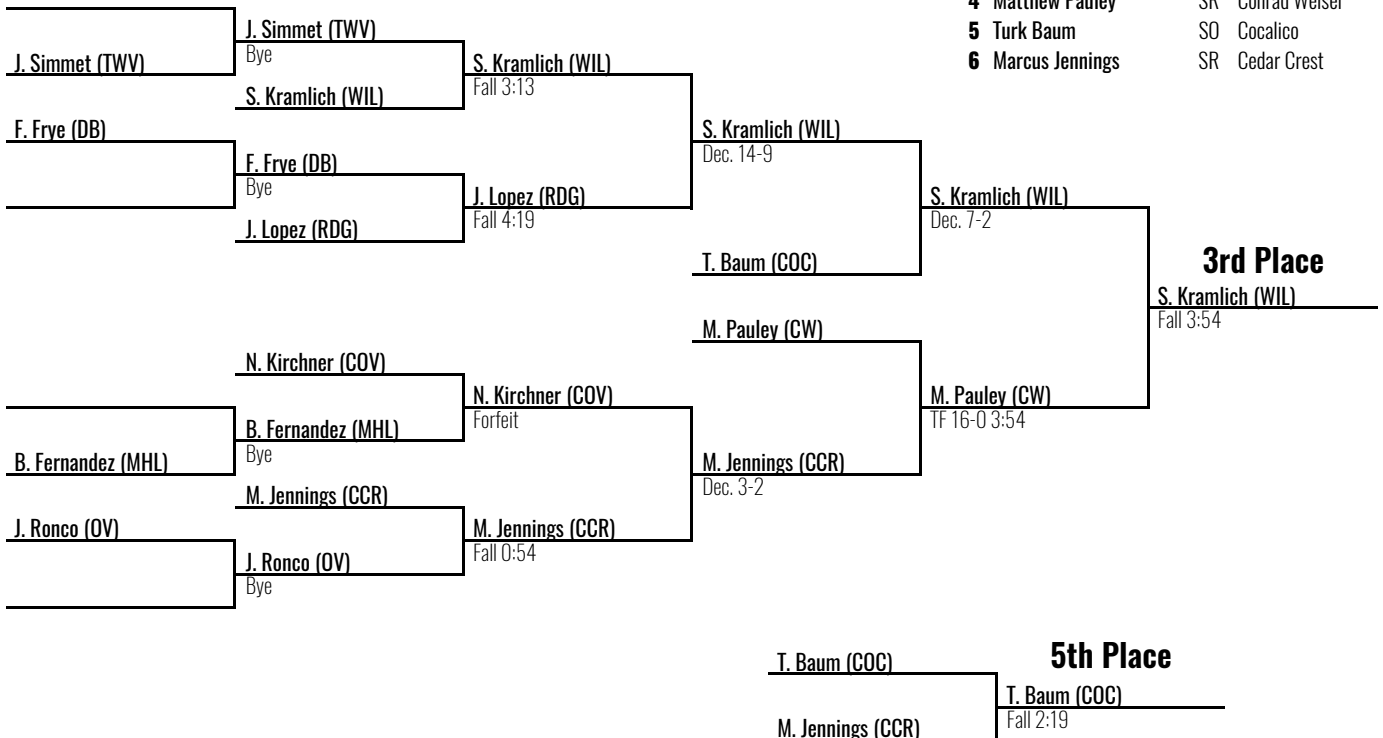 4 Matthew Pauley SR Conrad Weiser
5 Turk Baum SO Cocalico
6 Marcus Jennings SR Cedar Crest
J. Simmet (TWV)
F. Frye (DB)
B. Fernandez (MHL)
J. Ronco (OV)
J. Simmet (TWV)
Bye
S. Kramlich (WIL)
F. Frye (DB)
Bye
J. Lopez (RDG)
N. Kirchner (COV)
B. Fernandez (MHL)
Bye
M. Jennings (CCR)
J. Ronco (OV)
Bye
S. Kramlich (WIL)
Fall 3:13
J. Lopez (RDG)
Fall 4:19
N. Kirchner (COV)
Forfeit
M. Jennings (CCR)
Fall 0:54
S. Kramlich (WIL)
Dec. 14-9
T. Baum (COC)
M. Pauley (CW)
M. Jennings (CCR)
Dec. 3-2
S. Kramlich (WIL)
Dec. 7-2
M. Pauley (CW)
TF 16-0 3:54
3rd Place
S. Kramlich (WIL)
Fall 3:54
5th Place
T. Baum (COC)
M. Jennings (CCR)
T. Baum (COC)
Fall 2:19